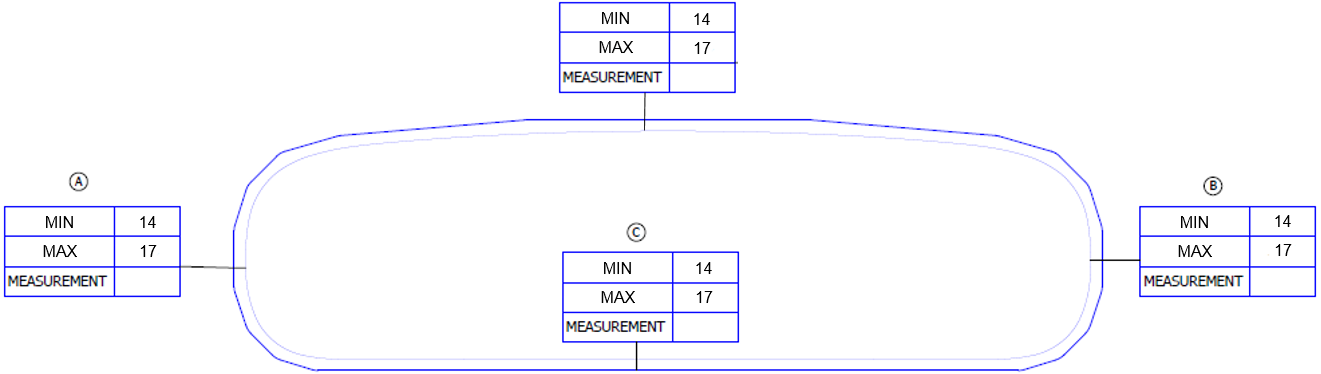 MIN 14
MAX 17
MEASUREMENT
A
MIN 14
MAX 17
MEASUREMENT
B
MIN 14
MAX 17
MEASUREMENT
C
MIN 14
MAX 17
MEASUREMENT